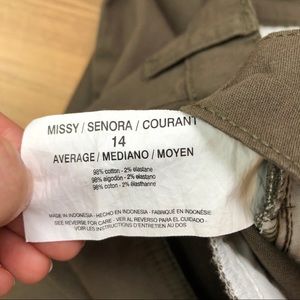 MISSY / SENORA / COURANT
14
AVERAGE / MEDIANO / MOYEN
98% cotton - 2% elastane
98% algodon - 2% elastano
98% coton - 2% élasthanne
MADE IN INDONESIA - HECHO EN INDONESIA - FABRIQUÉ EN INDONÉSIE
SEE REVERSE FOR CARE - VER AL REVERSO PARA EL CUIDADO -
VOIR LES INSTRUCTIONS D'ENTRETIEN AU DOS